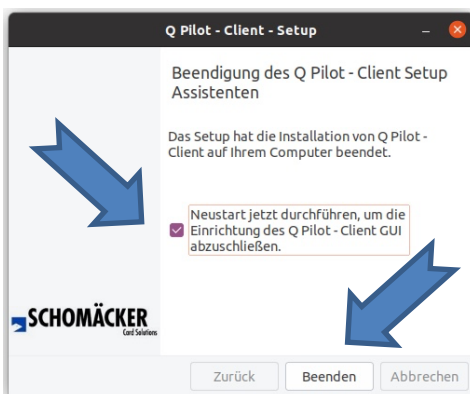 Q Pilot - Client - Setup
Beendigung des Q Pilot - Client Setup
Assistenten
Das Setup hat die Installation von Q Pilot -
Client auf Ihrem Computer beendet.
Neustart jetzt durchführen, um die
Einrichtung des Q Pilot - Client GUI
abzuschließen.
SCHOMÄCKER
Card Solutions
Zurück Beenden Abbrechen